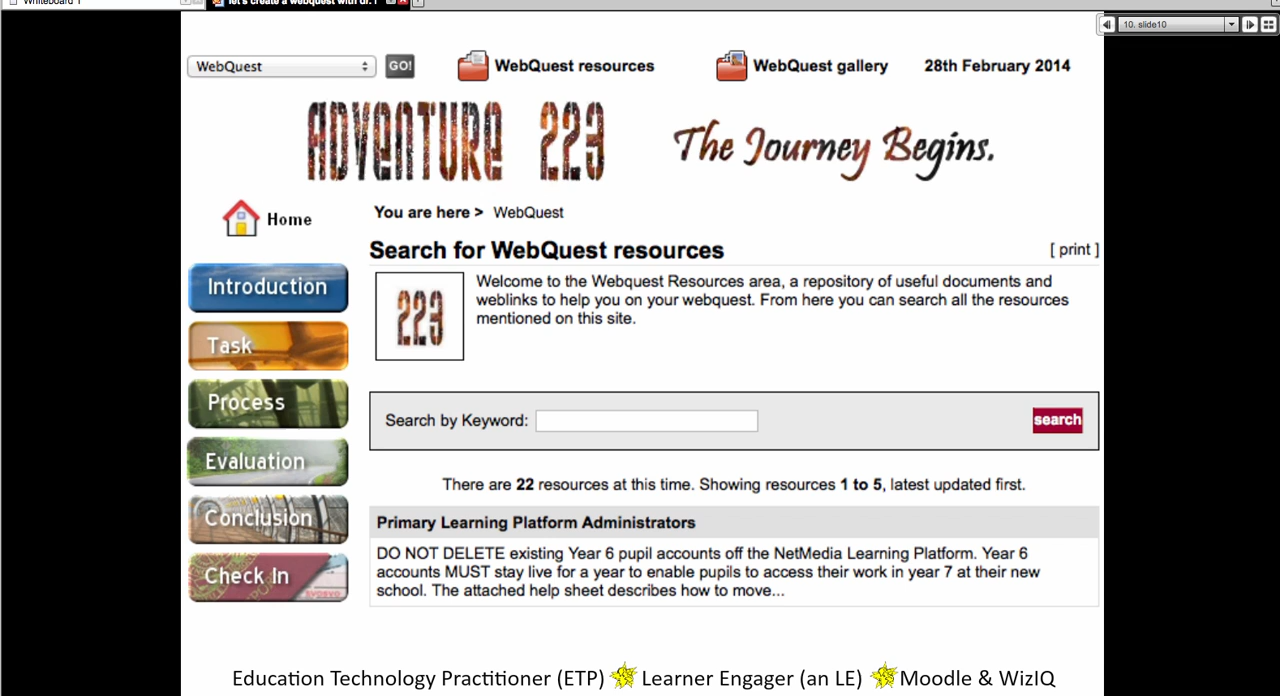 Whiteboard 1
let's create a webquest with dr. i
10. slide10
WebQuest
GO!
WebQuest resources
WebQuest gallery
28th February 2014
ADVENTURE 223
The Journey Begins.
Home
You are here > WebQuest
Search for WebQuest resources
[ print ]
Introduction
Task
Process
Evaluation
Conclusion
Check In
223
Welcome to the Webquest Resources area, a repository of useful documents and
weblinks to help you on your webquest. From here you can search all the resources
mentioned on this site.
Search by Keyword:
search
There are 22 resources at this time. Showing resources 1 to 5, latest updated first.
Primary Learning Platform Administrators
DO NOT DELETE existing Year 6 pupil accounts off the NetMedia Learning Platform. Year 6
accounts MUST stay live for a year to enable pupils to access their work in year 7 at their new
school. The attached help sheet describes how to move...
Education Technology Practitioner (ETP) Learner Engager (an LE) Moodle & WizIQ